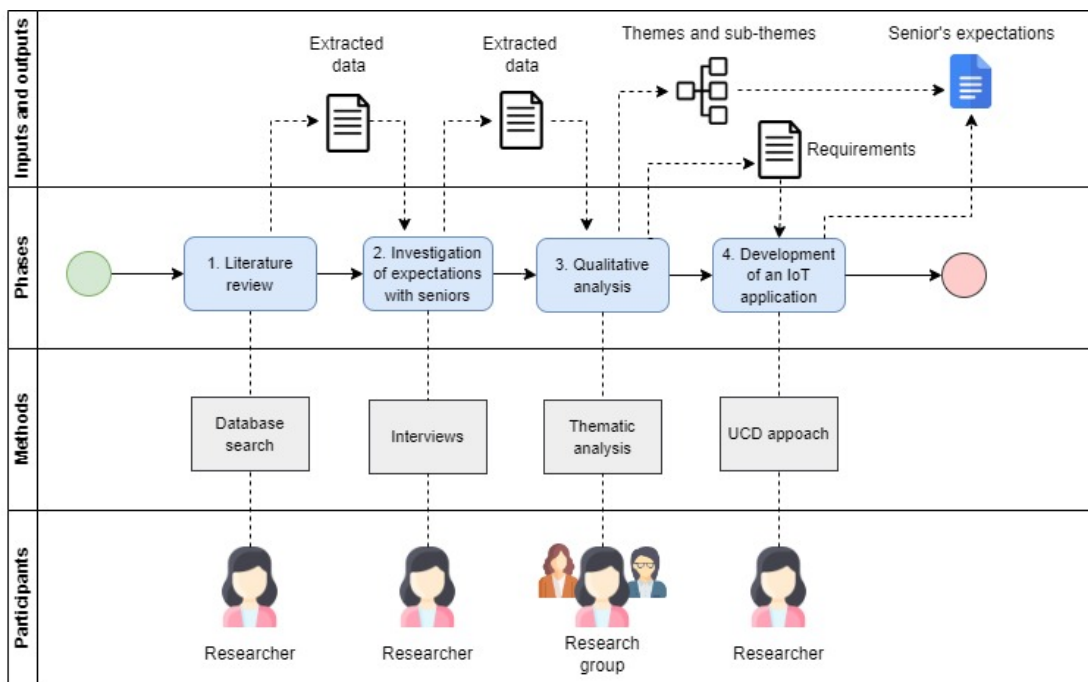 Inputs and outputs
Extracted
data
Extracted
data
Themes and sub-themes
Senior's expectations
Requirements
Phases
1. Literature
review
2. Investigation
of expectations
with seniors
3. Qualitative
analysis
4. Development
of an IoT
application
Methods
Database
search
Interviews
Thematic
analysis
UCD appoach
Participants
Researcher
Researcher
Research
group
Researcher